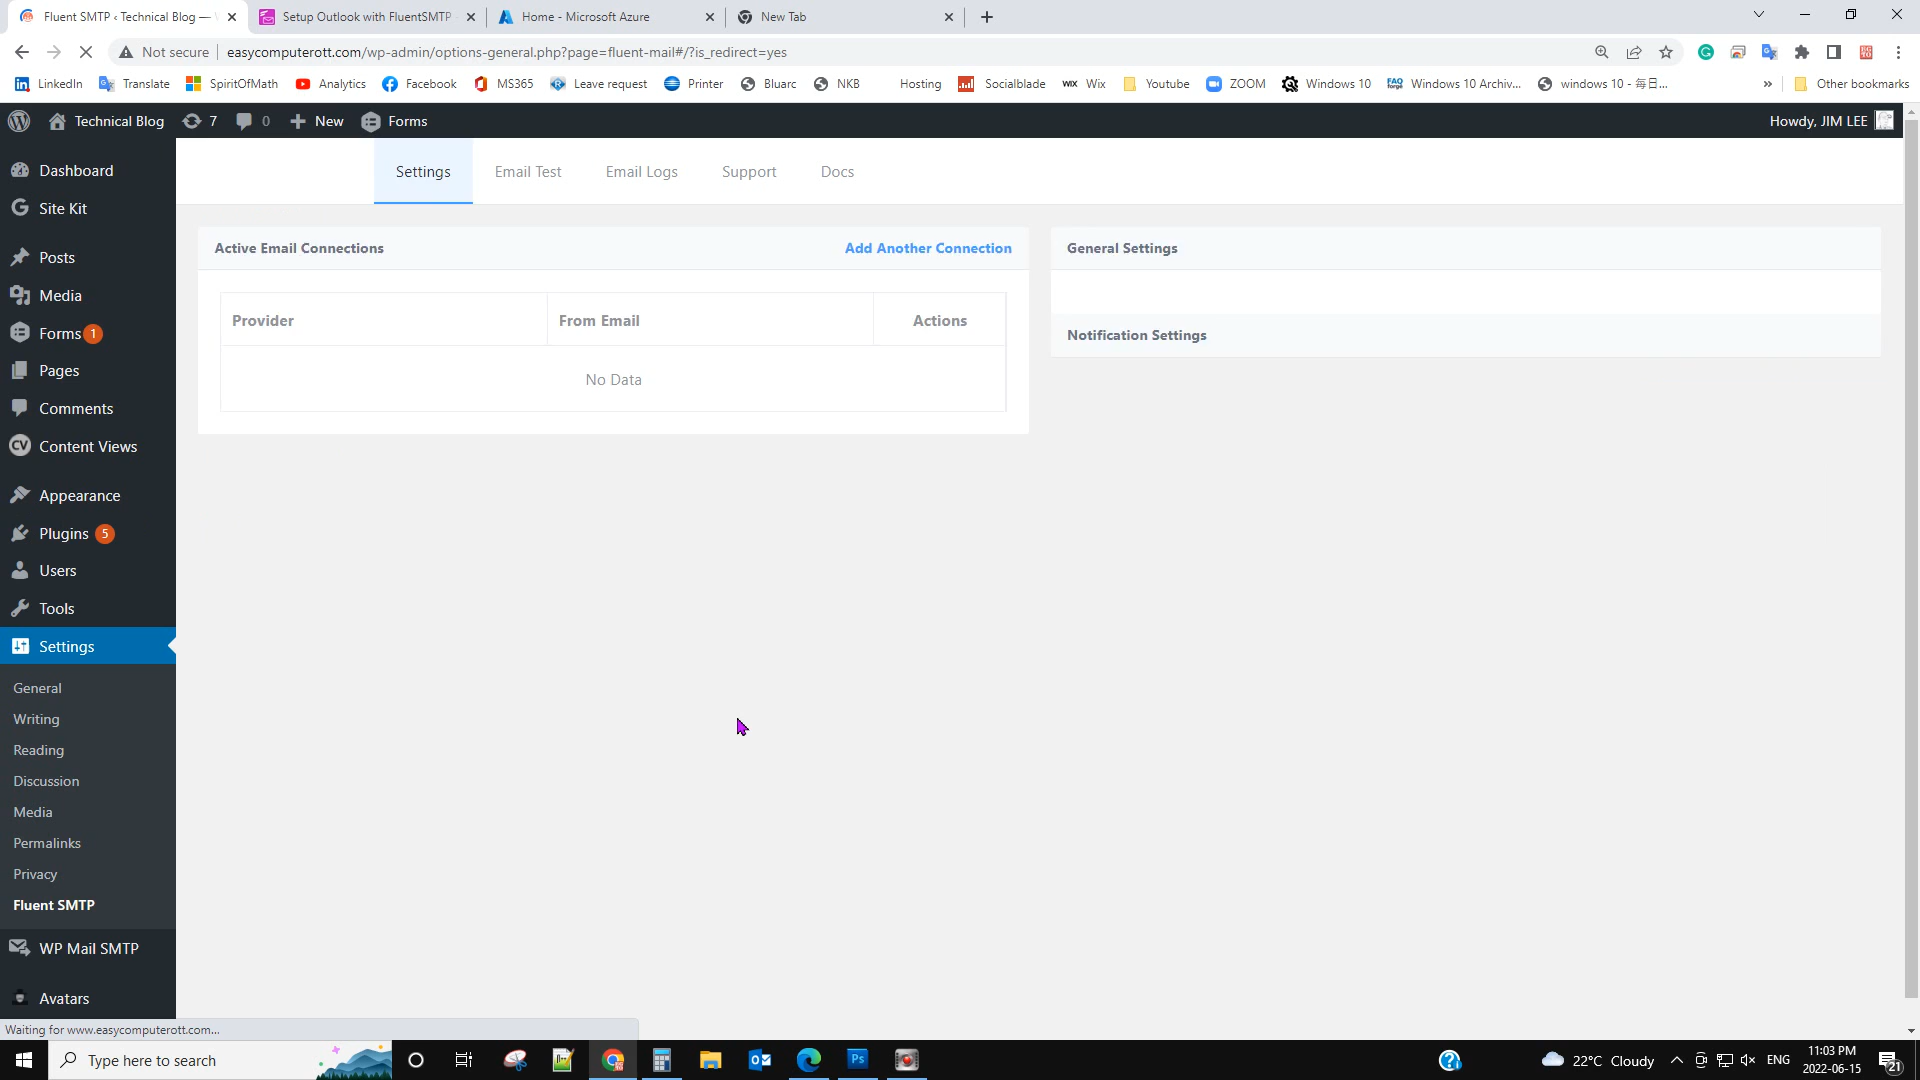 Fluent SMTP ‹ Technical Blog —
Setup Outlook with FluentSMTP
Home - Microsoft Azure
New Tab
Not secure
easycomputerott.com/wp-admin/options-general.php?page=fluent-mail#/?is_redirect=yes
LinkedIn
Translate
SpiritOfMath
Analytics
Facebook
MS365
Leave request
Printer
Bluarc
NKB
Hosting
Socialblade
WIX Wix
Youtube
ZOOM
Windows 10
FAQ Windows 10 Archiv...
windows 10 - 毎日...
»
Other bookmarks
Technical Blog
7
0
New
Forms
Howdy, JIM LEE
Dashboard
Site Kit
Posts
Media
Forms 1
Pages
Comments
CV Content Views
Appearance
Plugins 5
Users
Tools
Settings
General
Writing
Reading
Discussion
Media
Permalinks
Privacy
Fluent SMTP
WP Mail SMTP
Avatars
Settings
Email Test
Email Logs
Support
Docs
Active Email Connections
Add Another Connection
Provider
From Email
Actions
No Data
General Settings
Notification Settings
Waiting for www.easycomputerott.com...
Type here to search
Ps
22°C Cloudy
ENG
11:03 PM
2022-06-15
21